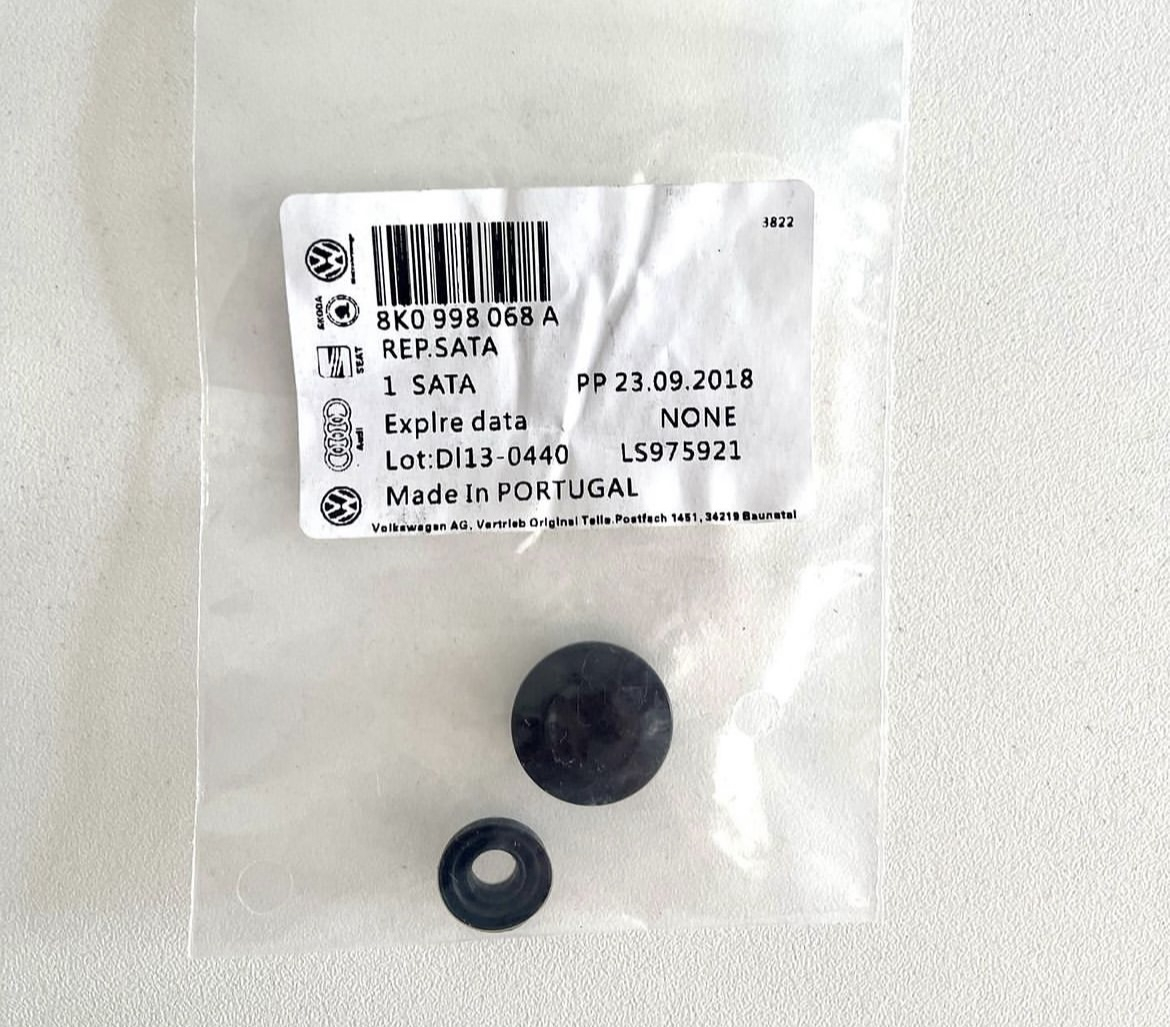 3822
8K0 998 068 A
REP.SATA
1 SATA PP 23.09.2018
ExpIre data NONE
Lot:DI13-0440 LS975921
Made In PORTUGAL
Volkswagen AG. Vertrieb Original Teile.Postfach 1451, 34219 Baunatal
SKODA
SEAT
Audi